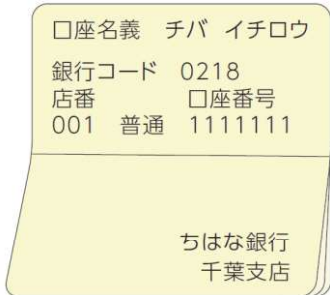 口座名義 チバ イチロウ
銀行コード 0218
店番 口座番号
001 普通 1111111
ちはな銀行
千葉支店